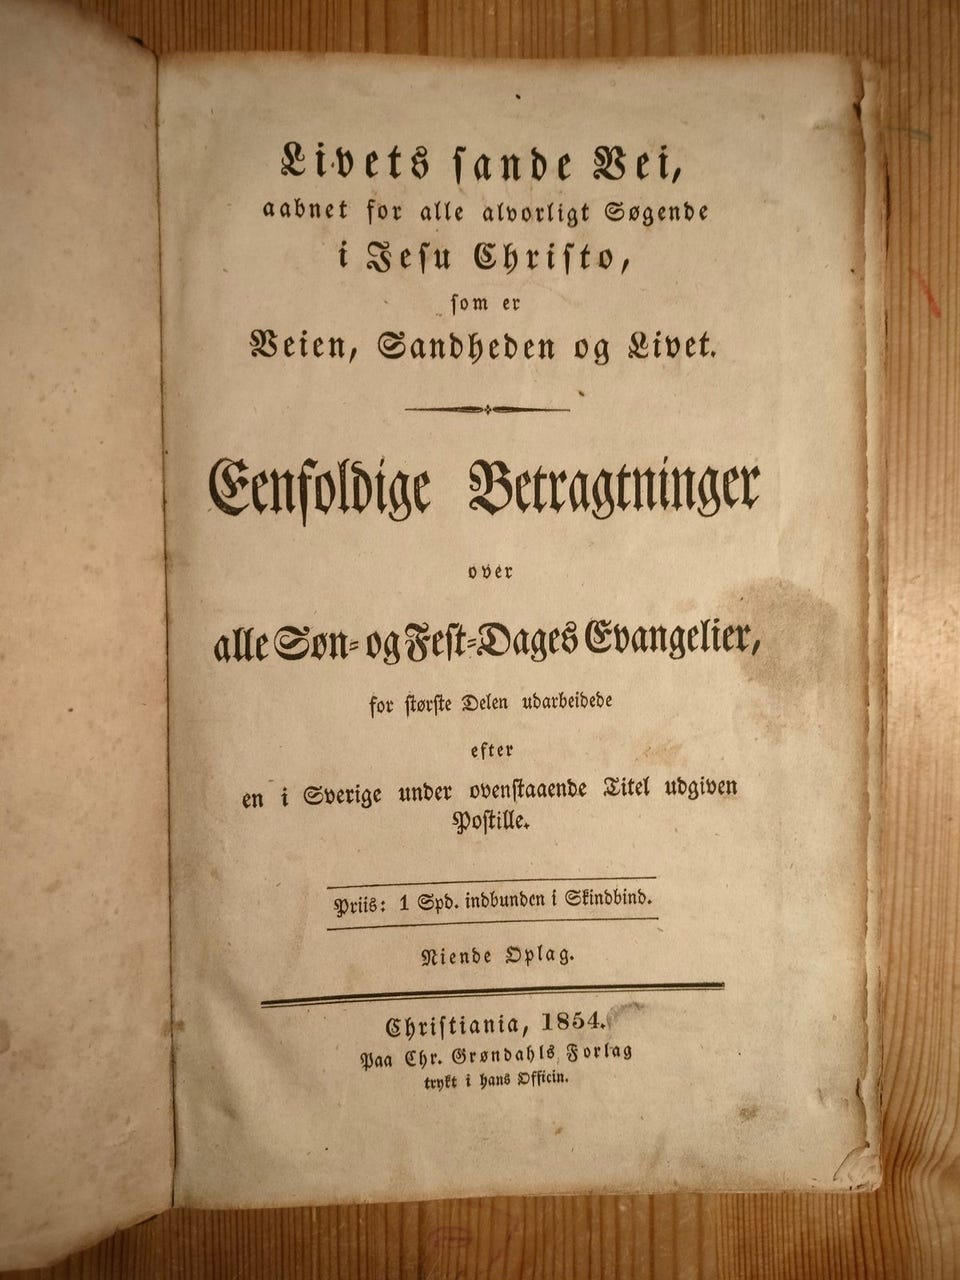 Livets sande Vei,
aabnet for alle alvorligt Søgende
i Jesu Christo,
som er
Veien, Sandheden og Livet.
Eenfoldige Betragtninger
over
alle Søn- og Fest-Dages Evangelier,
for største Delen udarbeidede
efter
en i Sverige under ovenstaaende Titel udgiven
Postille.
Priis: 1 Spd. indbunden i Skindbind.
Niende Oplag.
Christiania, 1854.
Paa Chr. Grøndahls Forlag
trykt i hans Officin.